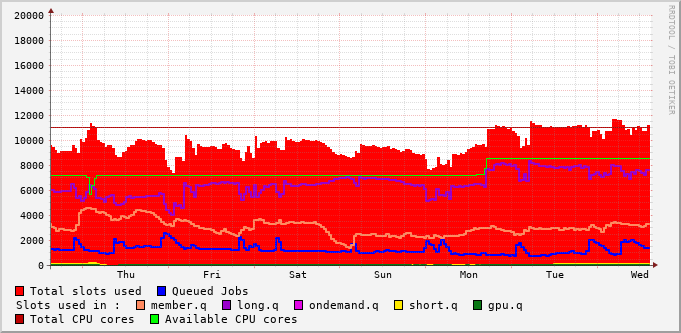 20000
18000
16000
14000
12000
10000
8000
6000
4000
2000
0
Thu Fri Sat Sun Mon Tue Wed
Total slots used Queued Jobs
Slots used in : member.q long.q ondemand.q short.q gpu.q
Total CPU cores Available CPU cores
RRDTOOL / TOBI OETIKER